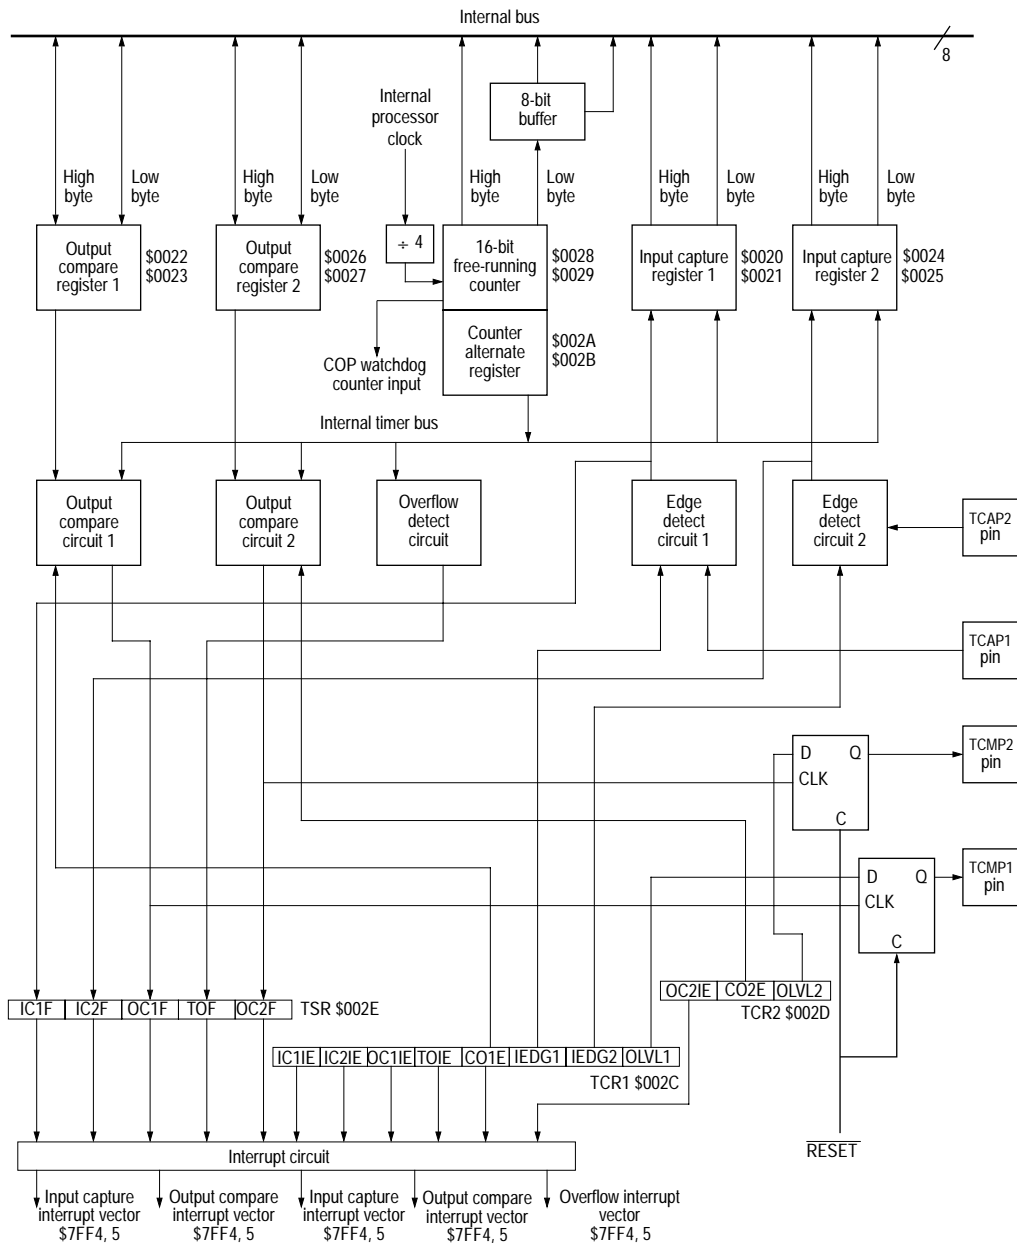 Internal bus
8
Internal
processor
clock
8-bit
buffer
High
byte
Low
byte
High
byte
Low
byte
High
byte
Low
byte
High
byte
Low
byte
High
byte
Low
byte
Output
compare
register 1
$0022
$0023
Output
compare
register 2
$0026
$0027
÷ 4
16-bit
free-running
counter
$0028
$0029
Input capture
register 1
$0020
$0021
Input capture
register 2
$0024
$0025
Counter
alternate
register
$002A
$002B
COP watchdog
counter input
Internal timer bus
Output
compare
circuit 1
Output
compare
circuit 2
Overflow
detect
circuit
Edge
detect
circuit 1
Edge
detect
circuit 2
TCAP2
pin
TCAP1
pin
D Q
CLK
C
TCMP2
pin
D Q
CLK
C
TCMP1
pin
IC1F IC2F OC1F TOF OC2F
TSR $002E
OC2IE CO2E OLVL2
TCR2 $002D
IC1IE IC2IE OC1IE TOIE CO1E IEDG1 IEDG2 OLVL1
TCR1 $002C
RESET
Interrupt circuit
Input capture
interrupt vector
$7FF4, 5
Output compare
interrupt vector
$7FF4, 5
Input capture
interrupt vector
$7FF4, 5
Output compare
interrupt vector
$7FF4, 5
Overflow interrupt
vector
$7FF4, 5